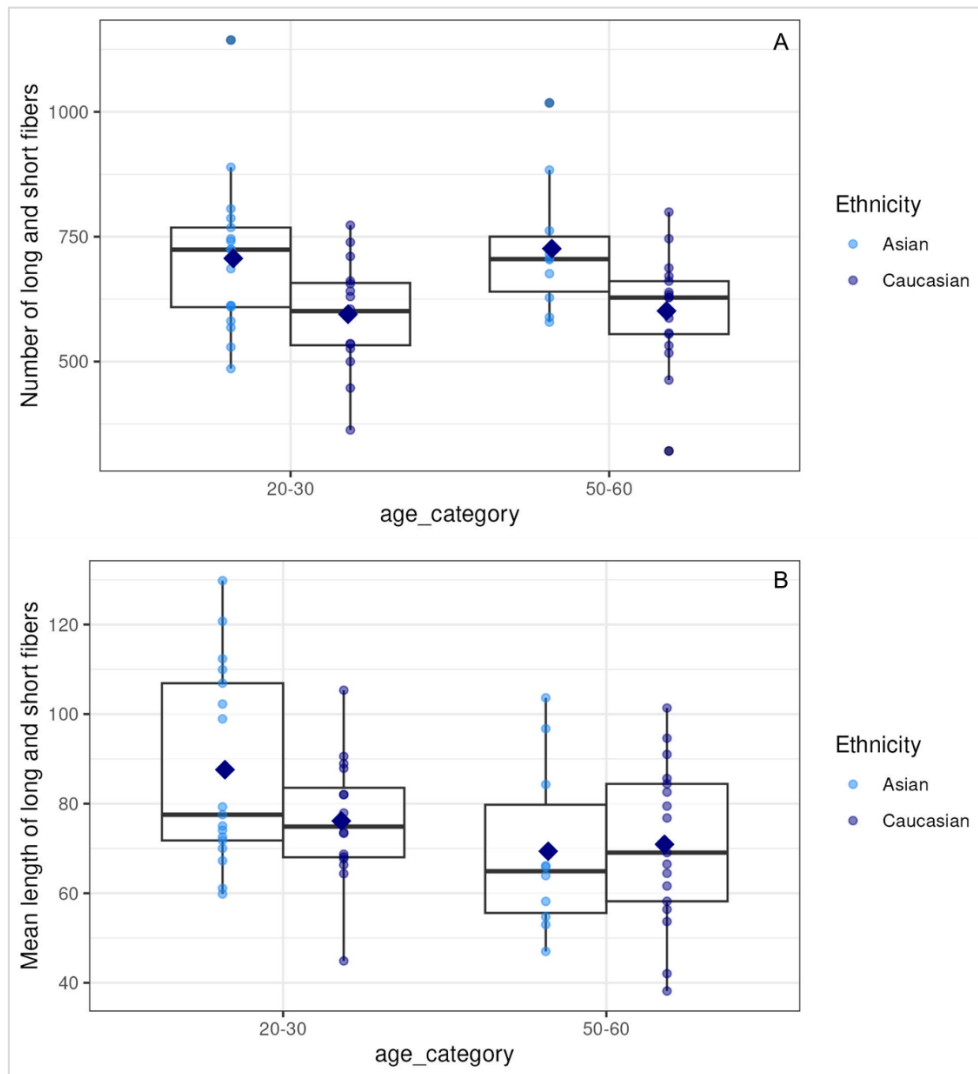 A
Number of long and short fibers
1000
750
500
20-30
50-60
age_category
Ethnicity
Asian
Caucasian
B
Mean length of long and short fibers
120
100
80
60
40
20-30
50-60
age_category
Ethnicity
Asian
Caucasian